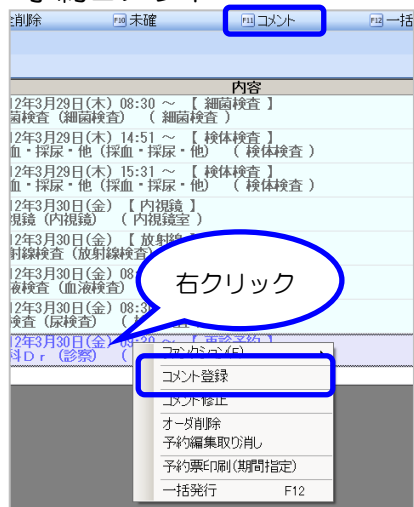 全削除 F10 未確 F11 コメント F12 一括
内容
12年3月29日(木) 08:30 ～ 【 細菌検査 】
菌検査 (細菌検査) ( 細菌検査 )
12年3月29日(木) 14:51 ～ 【 検体検査 】
血・採尿・他 (採血・採尿・他) ( 検体検査 )
12年3月29日(木) 15:31 ～ 【 検体検査 】
血・採尿・他 (採血・採尿・他) ( 検体検査 )
12年3月30日(金) 【 内視鏡 】
視鏡 (内視鏡) ( 内視鏡室 )
12年3月30日(金) 【 放射線
射線検査 (放射線検査)
12年3月30日(金) 08:
液検査 (血液検査)
12年3月30日(金) 08:3
検査 (尿検査) (
12年3月30日(金) 09:30 ～ 【 再診予約 】
科Dr (診察) (
右クリック
ファンクション(F)
コメント登録
コメント修正
オーダ削除
予約編集取り消し
予約票印刷(期間指定)
一括発行 F12